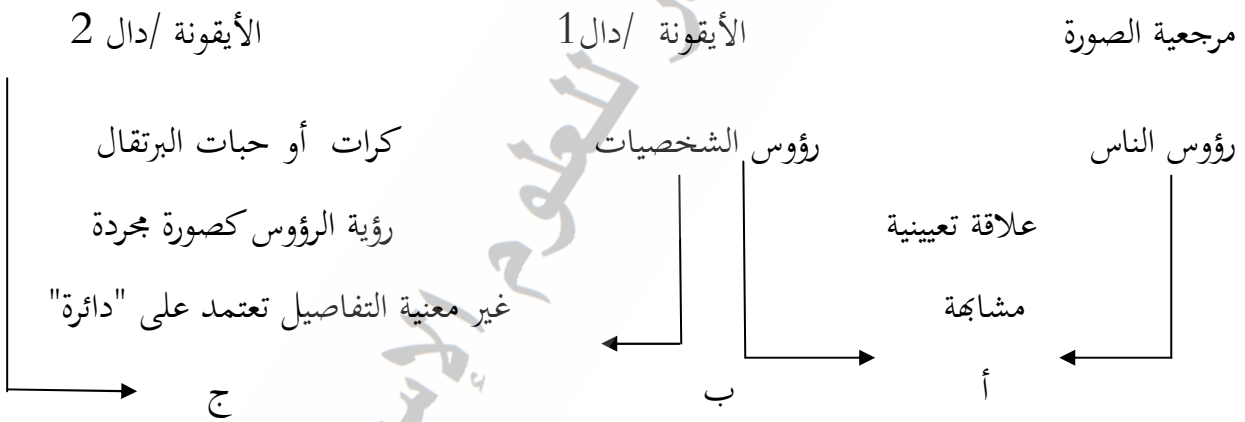 مرجعية الصورة الأيقونة /دال1 الأيقونة /دال 2
رؤوس الناس رؤوس الشخصيات كرات أو حبات البرتقال
علاقة تعيينية رؤية الرؤوس كصورة مجردة
مشابهة غير معنية التفاصيل تعتمد على "دائرة"
أ ب ج